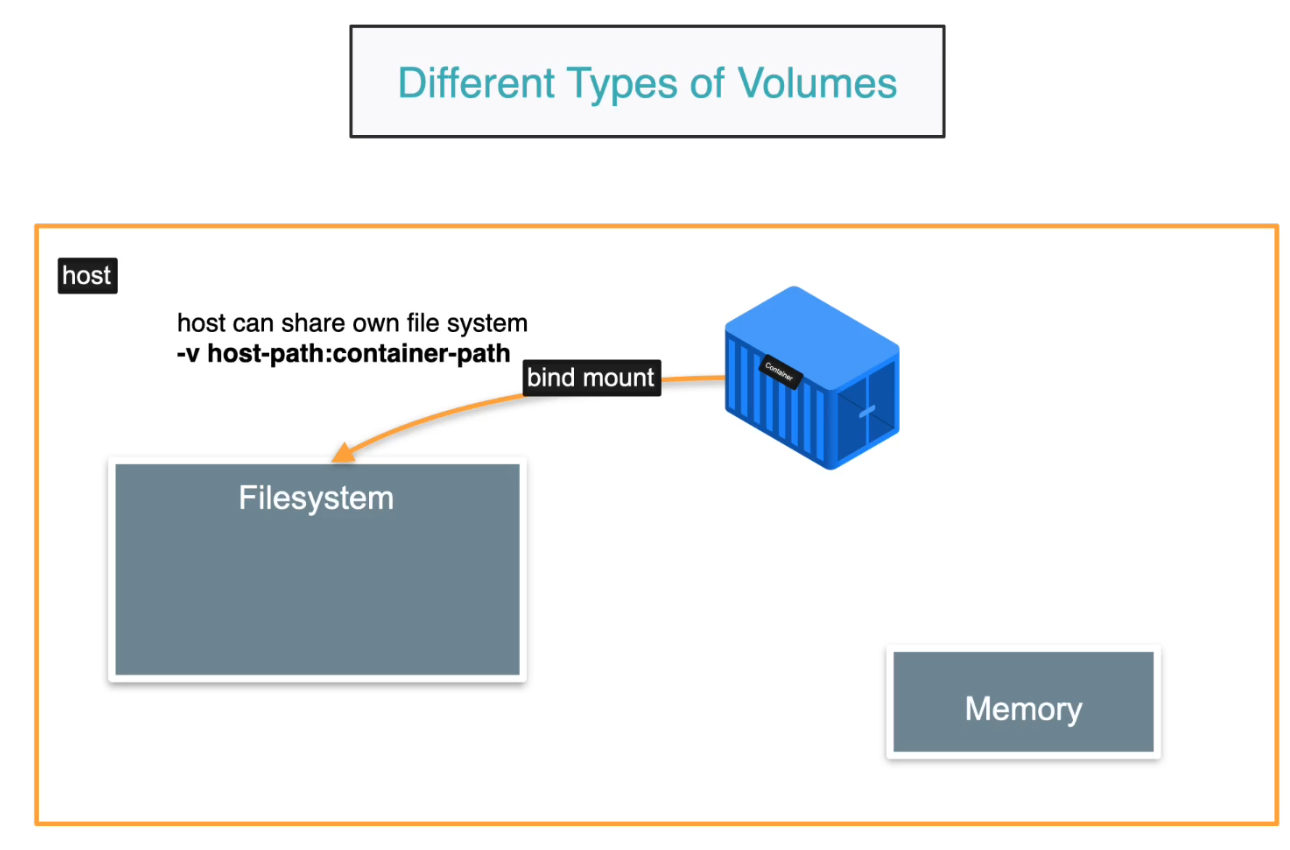 Different Types of Volumes
host
host can share own file system
-v host-path:container-path
bind mount
Container
Filesystem
Memory